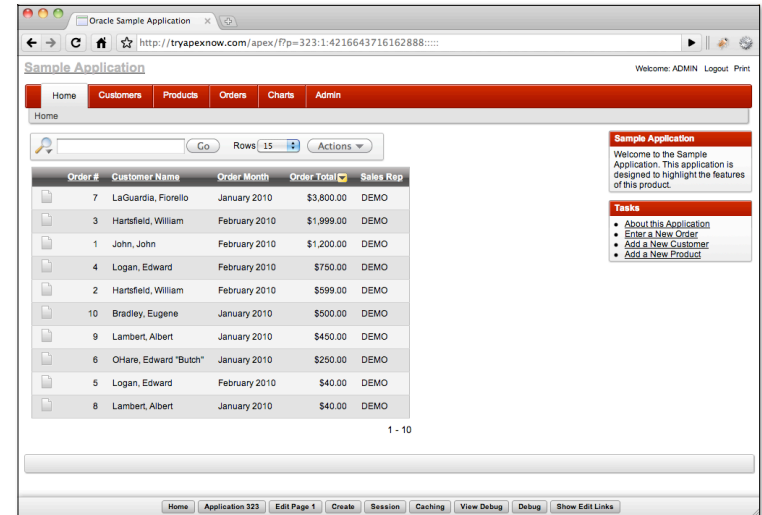 Oracle Sample Application
http://tryapexnow.com/apex/f?p=323:1:4216643716162888:::::
Sample Application
Welcome: ADMIN Logout Print
Home Customers Products Orders Charts Admin
Home
Go Rows 15 Actions
Order # Customer Name Order Month Order Total Sales Rep
7 LaGuardia, Fiorello January 2010 $3,800.00 DEMO
3 Hartsfield, William February 2010 $1,999.00 DEMO
1 John, John February 2010 $1,200.00 DEMO
4 Logan, Edward February 2010 $750.00 DEMO
2 Hartsfield, William February 2010 $599.00 DEMO
10 Bradley, Eugene January 2010 $500.00 DEMO
9 Lambert, Albert January 2010 $450.00 DEMO
6 OHare, Edward "Butch" January 2010 $250.00 DEMO
5 Logan, Edward February 2010 $40.00 DEMO
8 Lambert, Albert January 2010 $40.00 DEMO
1 - 10
Sample Application
Welcome to the Sample
Application. This application is
designed to highlight the features
of this product.
Tasks
About this Application
Enter a New Order
Add a New Customer
Add a New Product
Home Application 323 Edit Page 1 Create Session Caching View Debug Debug Show Edit Links